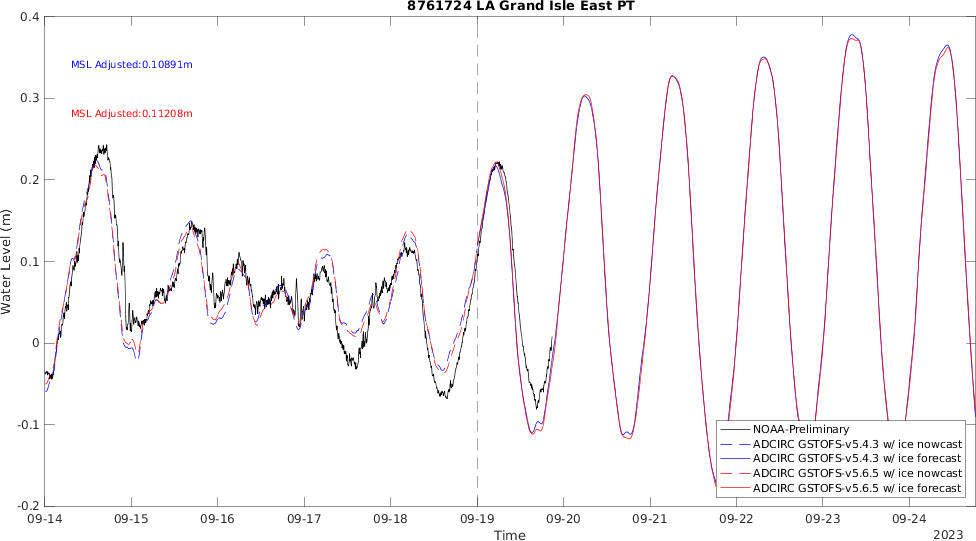 8761724 LA Grand Isle East PT
0.4
0.3
0.2
0.1
0
-0.1
-0.2
Water Level (m)
MSL Adjusted:0.10891m
MSL Adjusted:0.11208m
NOAA-Preliminary
ADCIRC GSTOFS-v5.4.3 w/ ice nowcast
ADCIRC GSTOFS-v5.4.3 w/ ice forecast
ADCIRC GSTOFS-v5.6.5 w/ ice nowcast
ADCIRC GSTOFS-v5.6.5 w/ ice forecast
09-14 09-15 09-16 09-17 09-18 09-19 09-20 09-21 09-22 09-23 09-24
Time
2023